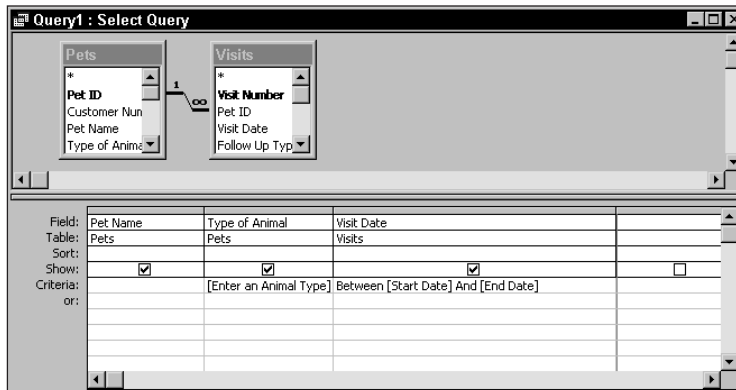 Query1 : Select Query
Pets
*
Pet ID
Customer Num
Pet Name
Type of Anima
1
∞
Visits
*
Visit Number
Pet ID
Visit Date
Follow Up Typ
Field: Pet Name Type of Animal Visit Date
Table: Pets Pets Visits
Sort:
Show:
Criteria: [Enter an Animal Type] Between [Start Date] And [End Date]
or: